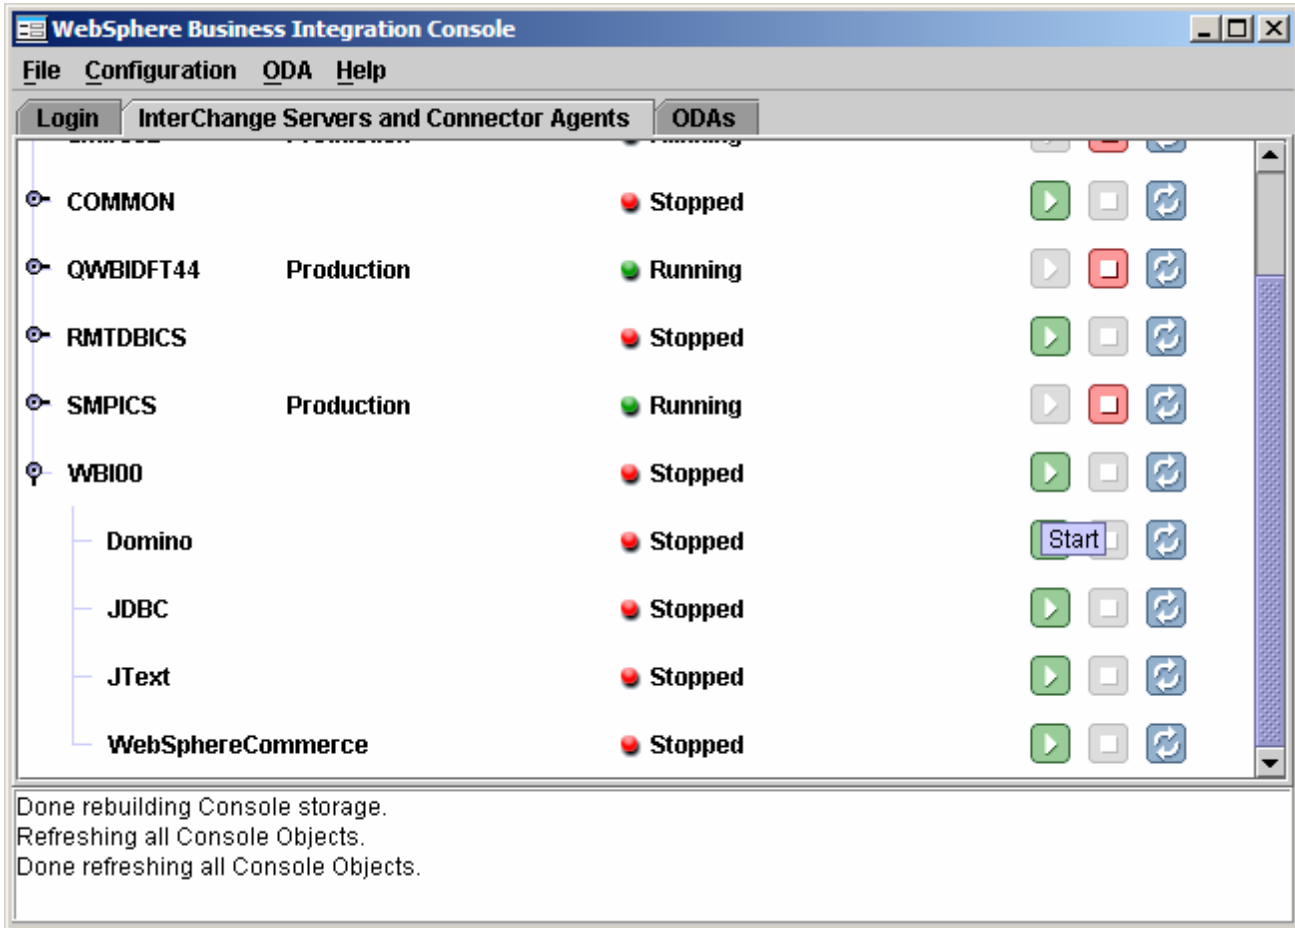 WebSphere Business Integration Console
File Configuration ODA Help
Login InterChange Servers and Connector Agents ODAs
Production Running
COMMON Stopped
QWBIDFT44 Production Running
RMTDBICS Stopped
SMPICS Production Running
WBI00 Stopped
Domino Stopped Start
JDBC Stopped
JText Stopped
WebSphereCommerce Stopped
Done rebuilding Console storage.
Refreshing all Console Objects.
Done refreshing all Console Objects.